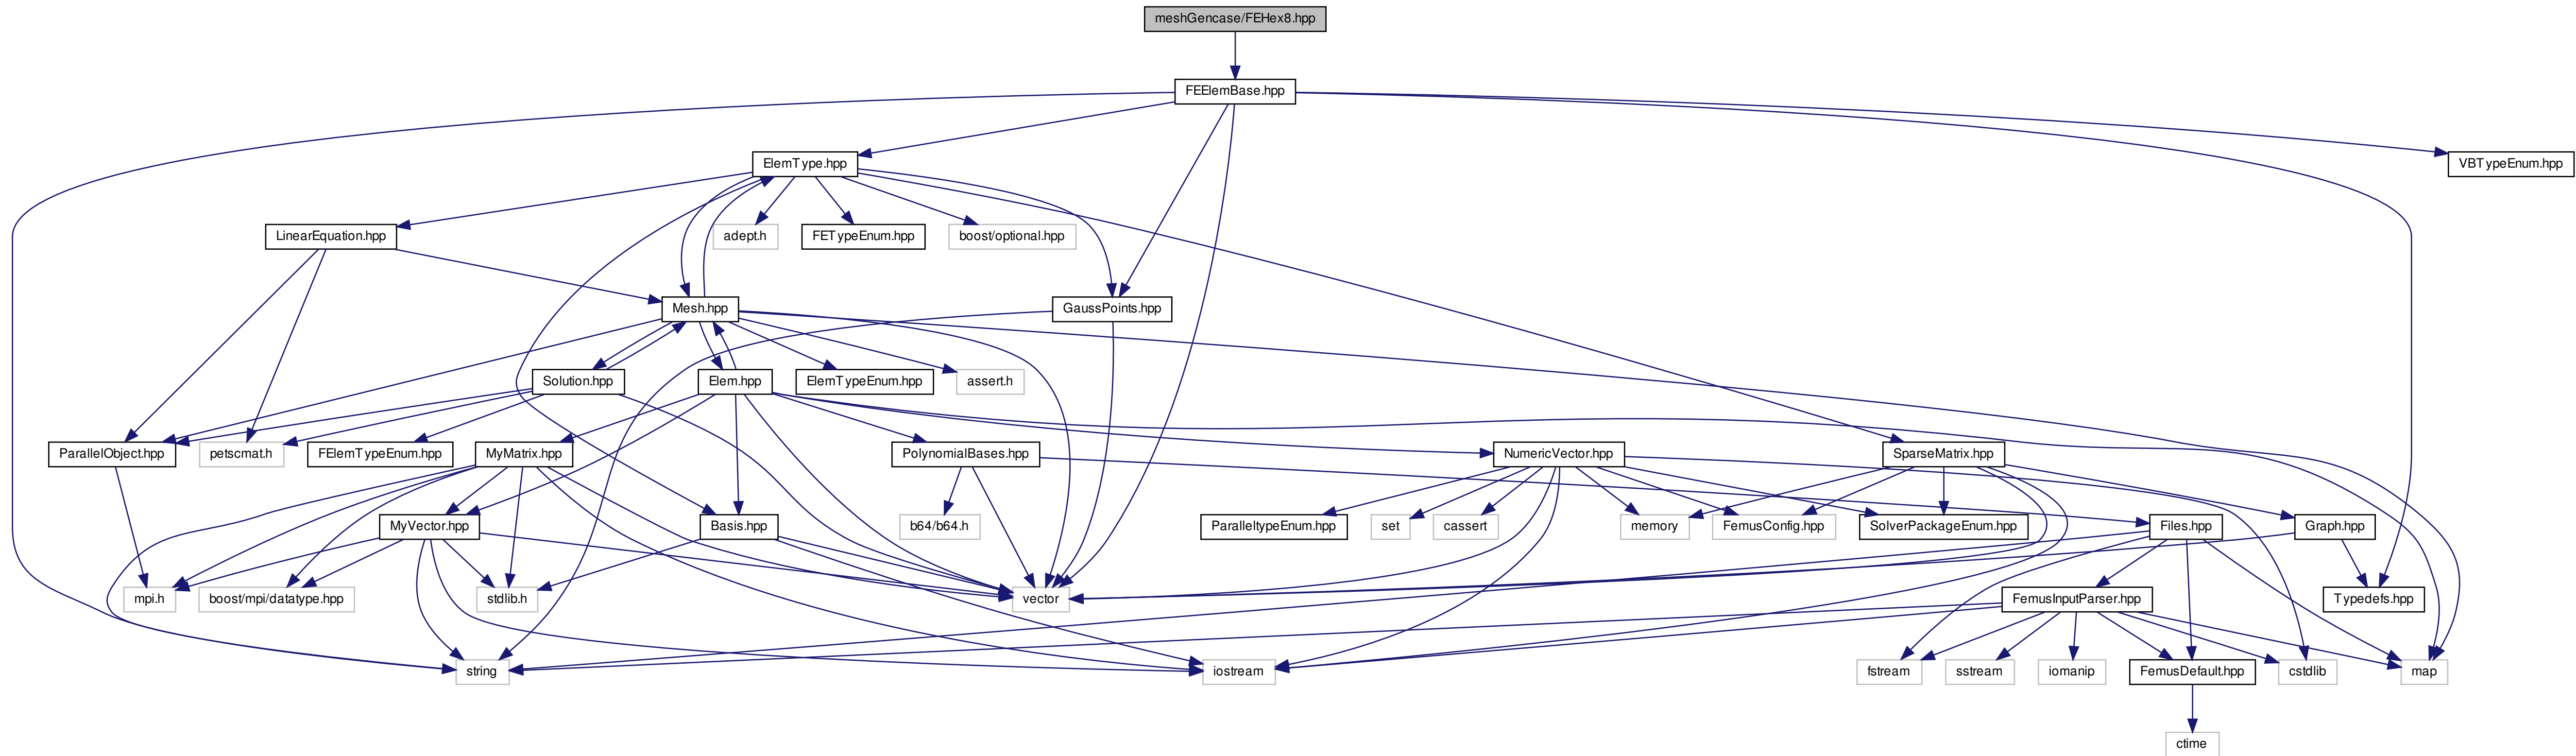 meshGencase/FEHex8.hpp
FEElemBase.hpp
ElemType.hpp
VBTypeEnum.hpp
LinearEquation.hpp
adept.h
FETypeEnum.hpp
boost/optional.hpp
Mesh.hpp
GaussPoints.hpp
Solution.hpp
Elem.hpp
ElemTypeEnum.hpp
assert.h
ParallelObject.hpp
petscmat.h
FElemTypeEnum.hpp
MyMatrix.hpp
PolynomialBases.hpp
NumericVector.hpp
SparseMatrix.hpp
MyVector.hpp
Basis.hpp
b64/b64.h
ParalleltypeEnum.hpp
set
cassert
memory
FemusConfig.hpp
SolverPackageEnum.hpp
Files.hpp
Graph.hpp
mpi.h
boost/mpi/datatype.hpp
stdlib.h
vector
FemusInputParser.hpp
Typedefs.hpp
string
iostream
fstream
sstream
iomanip
FemusDefault.hpp
cstdlib
map
ctime